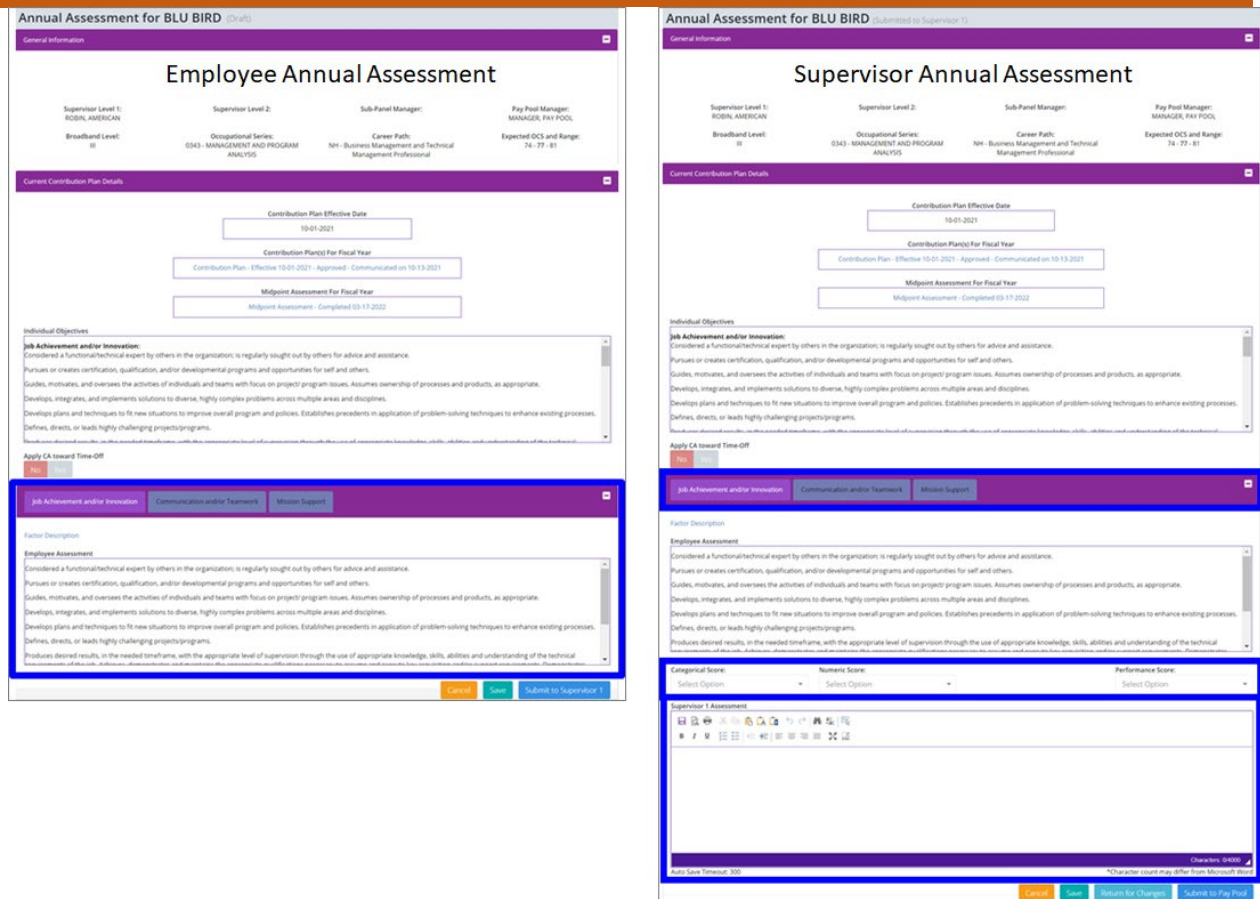 Annual Assessment for BLU BIRD (Draft)
General Information
Employee Annual Assessment
Supervisor Level 1:
ROBIN, AMERICAN
Supervisor Level 2:
Sub-Panel Manager:
Pay Pool Manager:
MANAGER, PAY POOL
Broadband Level:
III
Occupational Series:
0343 - MANAGEMENT AND PROGRAM
ANALYSIS
Career Path:
NH - Business Management and Technical
Management Professional
Expected OCS and Range:
74 - 77 - 81
Current Contribution Plan Details
Contribution Plan Effective Date
10-01-2021
Contribution Plan(s) For Fiscal Year
Contribution Plan - Effective 10-01-2021 - Approved - Communicated on 10-13-2021
Midpoint Assessment For Fiscal Year
Midpoint Assessment - Completed 03-17-2022
Individual Objectives
Job Achievement and/or Innovation:
Considered a functional/technical expert by others in the organization; is regularly sought out by others for advice and assistance.
Pursues or creates certification, qualification, and/or developmental programs and opportunities for self and others.
Guides, motivates, and oversees the activities of individuals and teams with focus on project/ program issues. Assumes ownership of processes and products, as appropriate.
Develops, integrates, and implements solutions to diverse, highly complex problems across multiple areas and disciplines.
Develops plans and techniques to fit new situations to improve overall program and policies. Establishes precedents in application of problem-solving techniques to enhance existing processes.
Defines, directs, or leads highly challenging projects/programs.
Apply CA toward Time-Off
No Yes
Job Achievement and/or Innovation Communication and/or Teamwork Mission Support
Factor Description
Employee Assessment
Considered a functional/technical expert by others in the organization; is regularly sought out by others for advice and assistance.
Pursues or creates certification, qualification, and/or developmental programs and opportunities for self and others.
Guides, motivates, and oversees the activities of individuals and teams with focus on project/ program issues. Assumes ownership of processes and products, as appropriate.
Develops, integrates, and implements solutions to diverse, highly complex problems across multiple areas and disciplines.
Develops plans and techniques to fit new situations to improve overall program and policies. Establishes precedents in application of problem-solving techniques to enhance existing processes.
Defines, directs, or leads highly challenging projects/programs.
Produces desired results, in the needed timeframe, with the appropriate level of supervision through the use of appropriate knowledge, skills, abilities and understanding of the technical
Cancel Save Submit to Supervisor 1
Annual Assessment for BLU BIRD (Submitted to Supervisor 1)
General Information
Supervisor Annual Assessment
Supervisor Level 1:
ROBIN, AMERICAN
Supervisor Level 2:
Sub-Panel Manager:
Pay Pool Manager:
MANAGER, PAY POOL
Broadband Level:
III
Occupational Series:
0343 - MANAGEMENT AND PROGRAM
ANALYSIS
Career Path:
NH - Business Management and Technical
Management Professional
Expected OCS and Range:
74 - 77 - 81
Current Contribution Plan Details
Contribution Plan Effective Date
10-01-2021
Contribution Plan(s) For Fiscal Year
Contribution Plan - Effective 10-01-2021 - Approved - Communicated on 10-13-2021
Midpoint Assessment For Fiscal Year
Midpoint Assessment - Completed 03-17-2022
Individual Objectives
Job Achievement and/or Innovation:
Considered a functional/technical expert by others in the organization; is regularly sought out by others for advice and assistance.
Pursues or creates certification, qualification, and/or developmental programs and opportunities for self and others.
Guides, motivates, and oversees the activities of individuals and teams with focus on project/ program issues. Assumes ownership of processes and products, as appropriate.
Develops, integrates, and implements solutions to diverse, highly complex problems across multiple areas and disciplines.
Develops plans and techniques to fit new situations to improve overall program and policies. Establishes precedents in application of problem-solving techniques to enhance existing processes.
Defines, directs, or leads highly challenging projects/programs.
Apply CA toward Time-Off
No Yes
Job Achievement and/or Innovation Communication and/or Teamwork Mission Support
Factor Description
Employee Assessment
Considered a functional/technical expert by others in the organization; is regularly sought out by others for advice and assistance.
Pursues or creates certification, qualification, and/or developmental programs and opportunities for self and others.
Guides, motivates, and oversees the activities of individuals and teams with focus on project/ program issues. Assumes ownership of processes and products, as appropriate.
Develops, integrates, and implements solutions to diverse, highly complex problems across multiple areas and disciplines.
Develops plans and techniques to fit new situations to improve overall program and policies. Establishes precedents in application of problem-solving techniques to enhance existing processes.
Defines, directs, or leads highly challenging projects/programs.
Produces desired results, in the needed timeframe, with the appropriate level of supervision through the use of appropriate knowledge, skills, abilities and understanding of the technical
Categorical Score: Numeric Score: Performance Score:
Select Option Select Option Select Option
Supervisor 1 Assessment
B I U
Characters: 0/4000
Auto Save Timeout: 300 *Character count may differ from Microsoft Word
Cancel Save Return for Changes Submit to Pay Pool